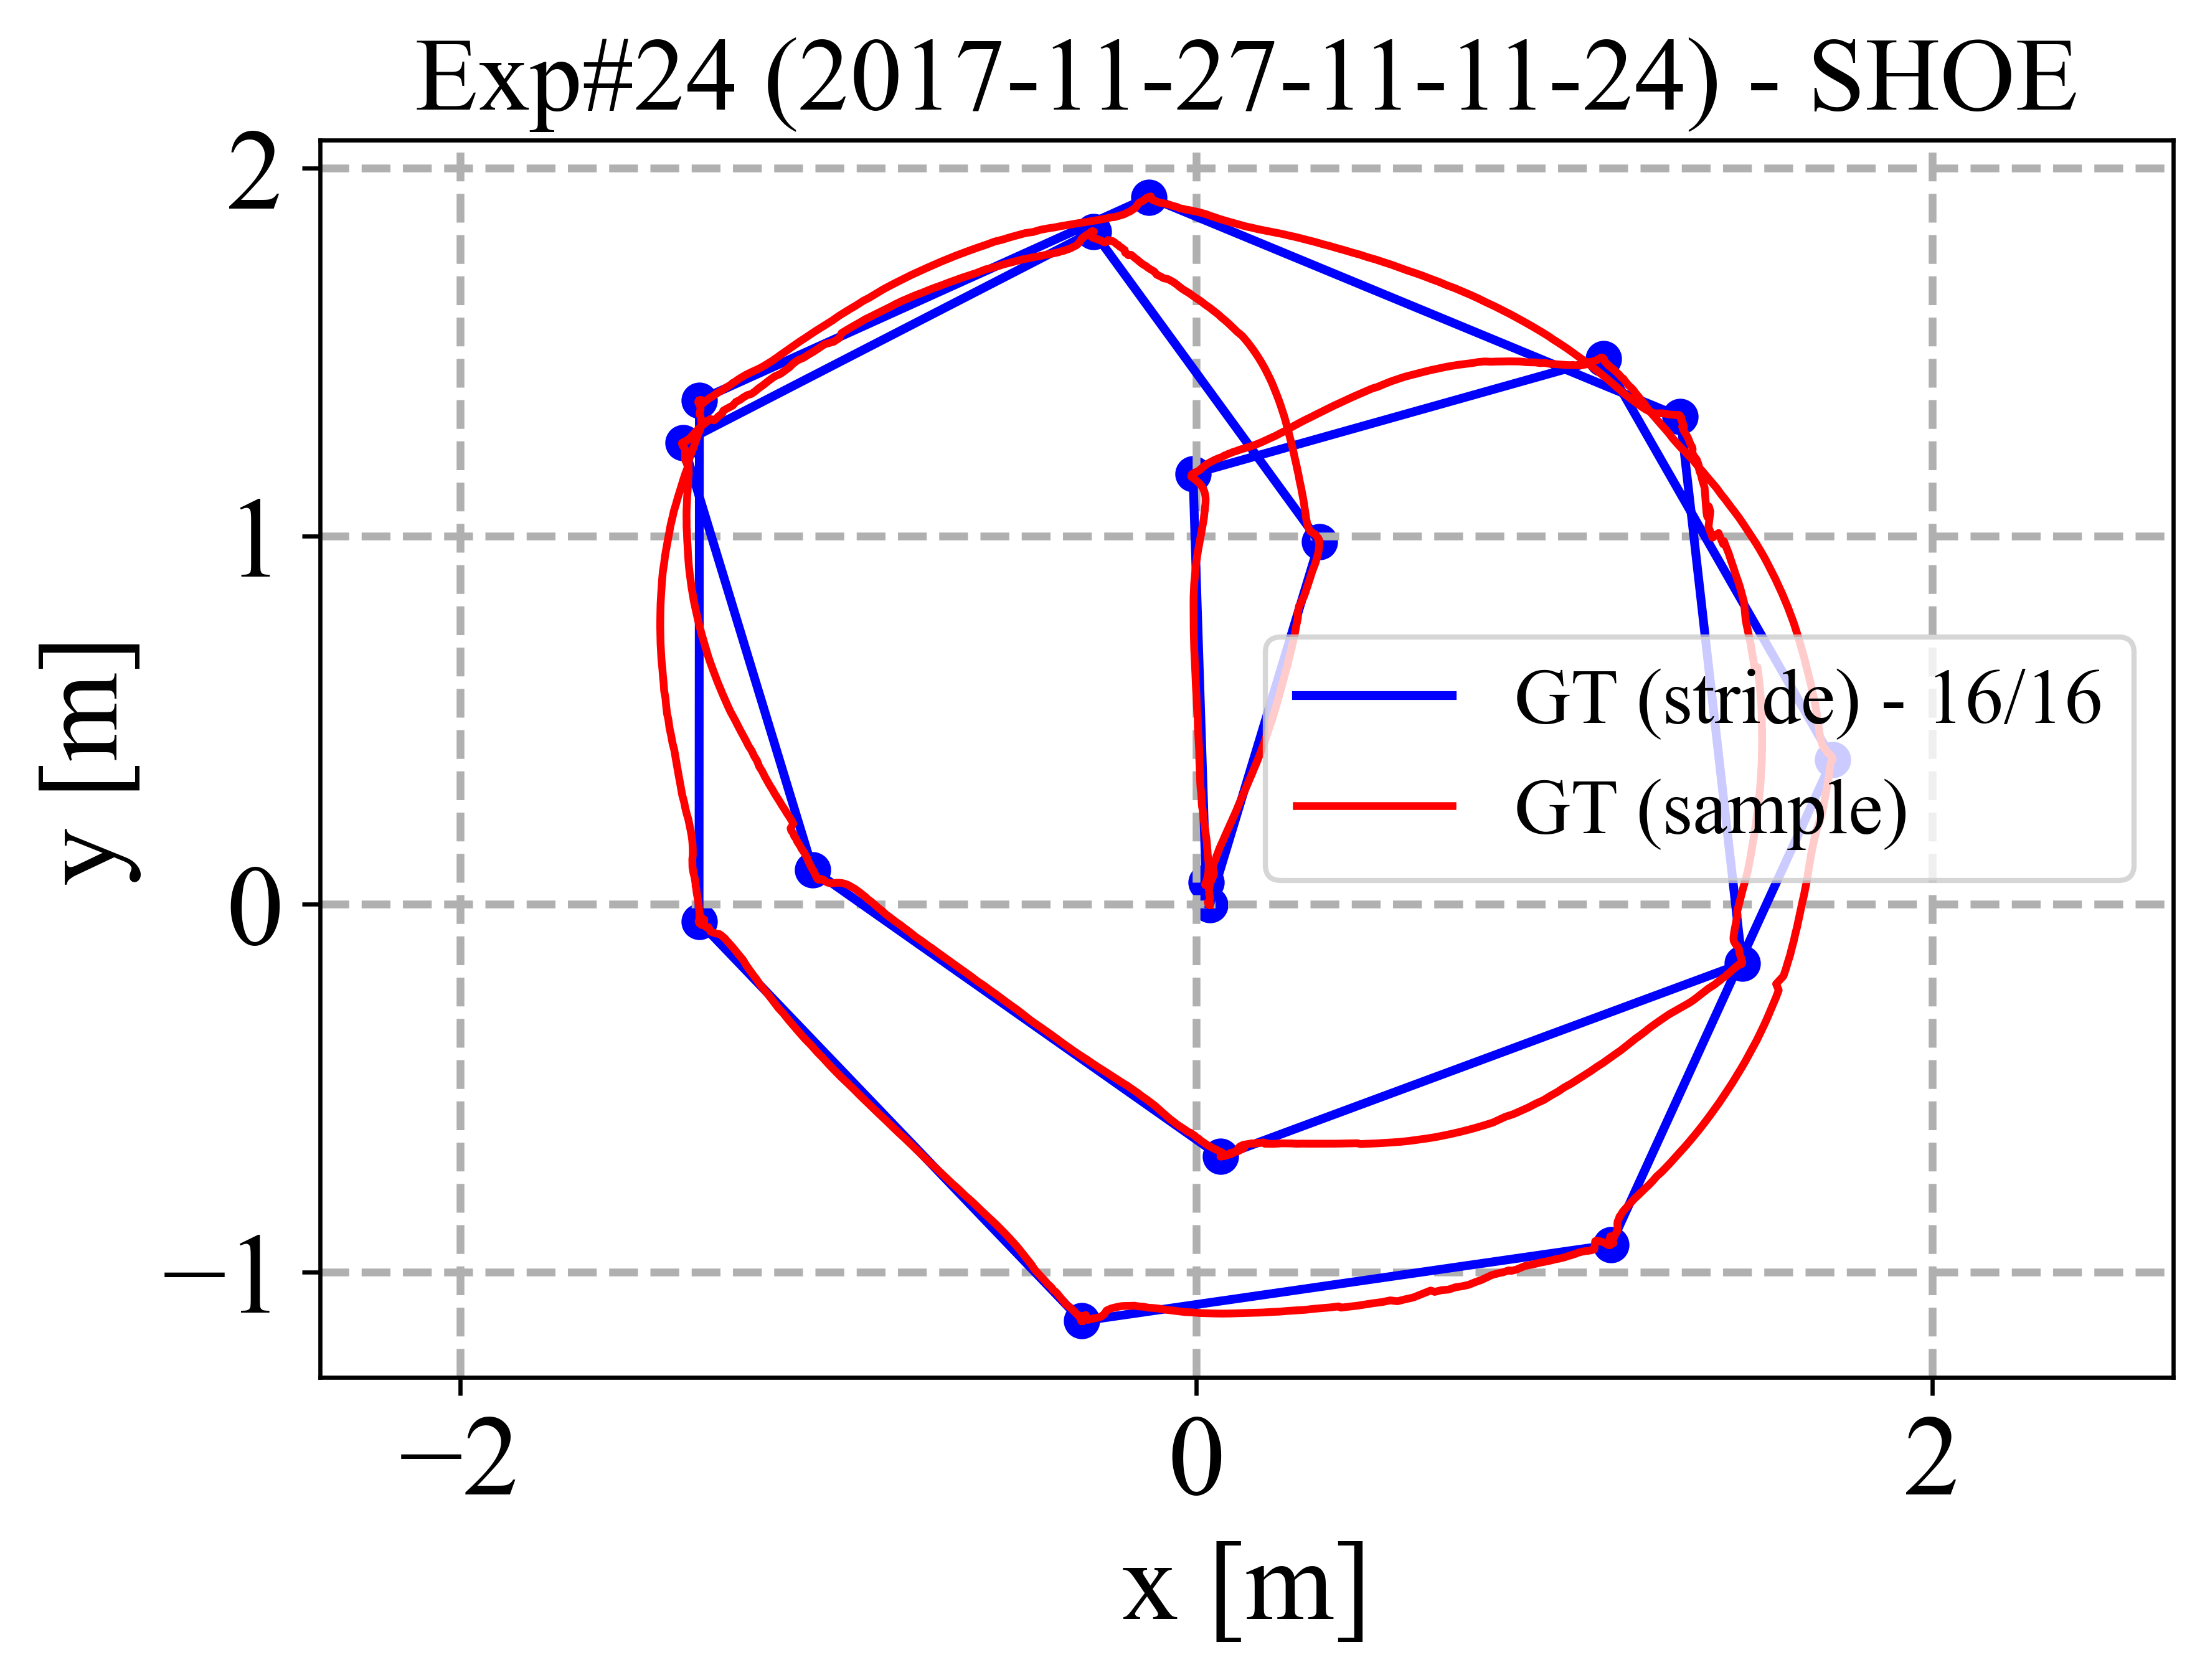 Exp#24 (2017-11-27-11-11-24) - SHOE
2
1
0
−1
y [m]
GT (stride) - 16/16
GT (sample)
−2
0
2
x [m]